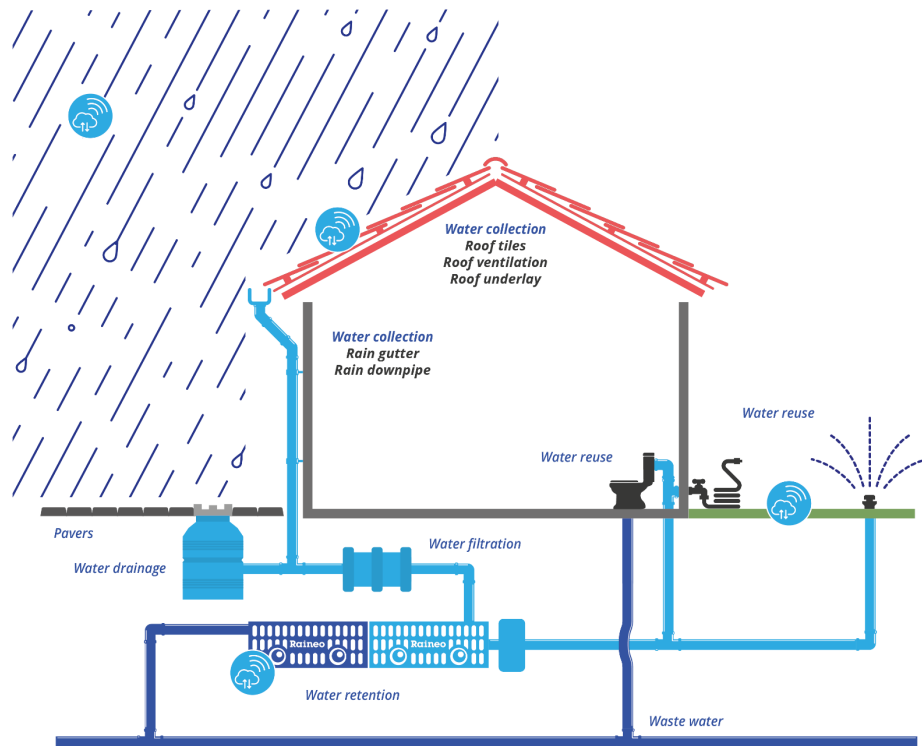 Water collection
Roof tiles
Roof ventilation
Roof underlay
Water collection
Rain gutter
Rain downpipe
Water reuse
Water reuse
Pavers
Water filtration
Water drainage
Raineo
Raineo
Water retention
Waste water